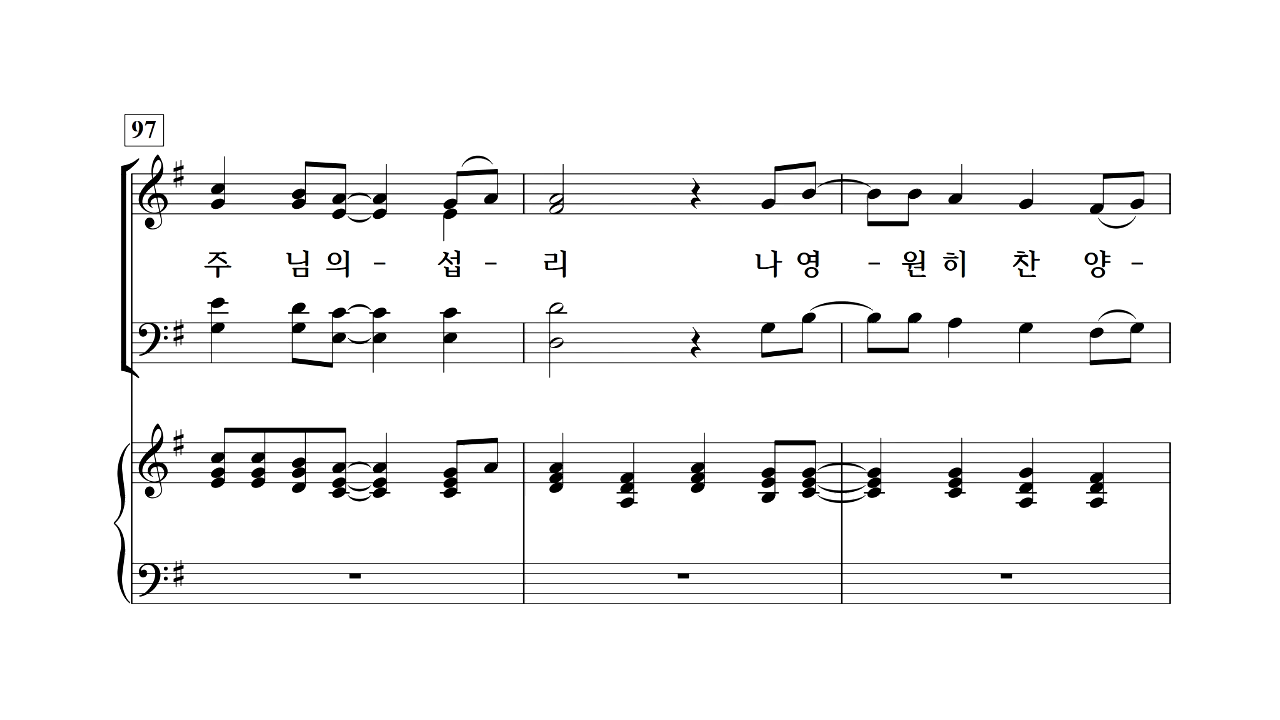 97
주 님 의 - 섭 - 리 나 영 - 원 히 찬 양 -